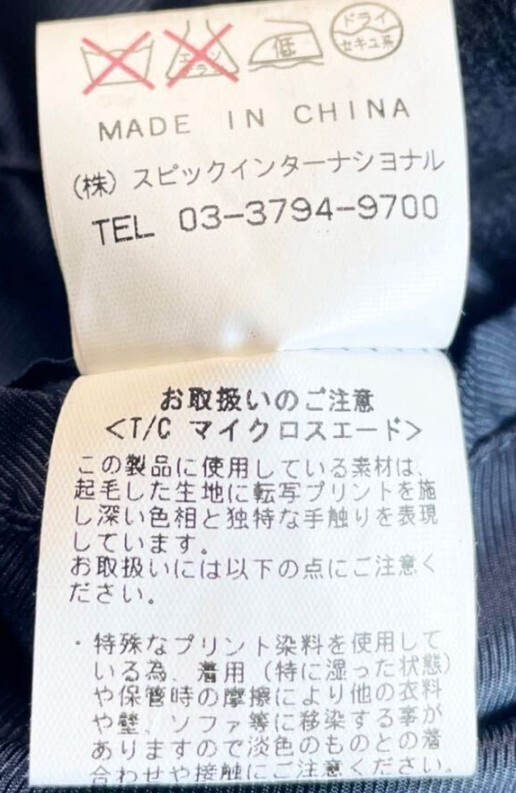 エンソ
サラシ
低
ドライ
セキユ系
MADE IN CHINA
（株）スピックインターナショナル
TEL 03-3794-9700
お取扱いのご注意
＜T/C マイクロスエード＞
この製品に使用している素材は、
起毛した生地に転写プリントを施
し深い色相と独特な手触りを表現
しています。
お取扱いには以下の点にご注意く
ださい。
・特殊なプリント染料を使用して
いる為、着用（特に湿った状態）
や保管時の摩擦により他の衣料
や壁、ソファ等に移染する事が
ありますので淡色のものとの着
合わせや接触にご注意ください。